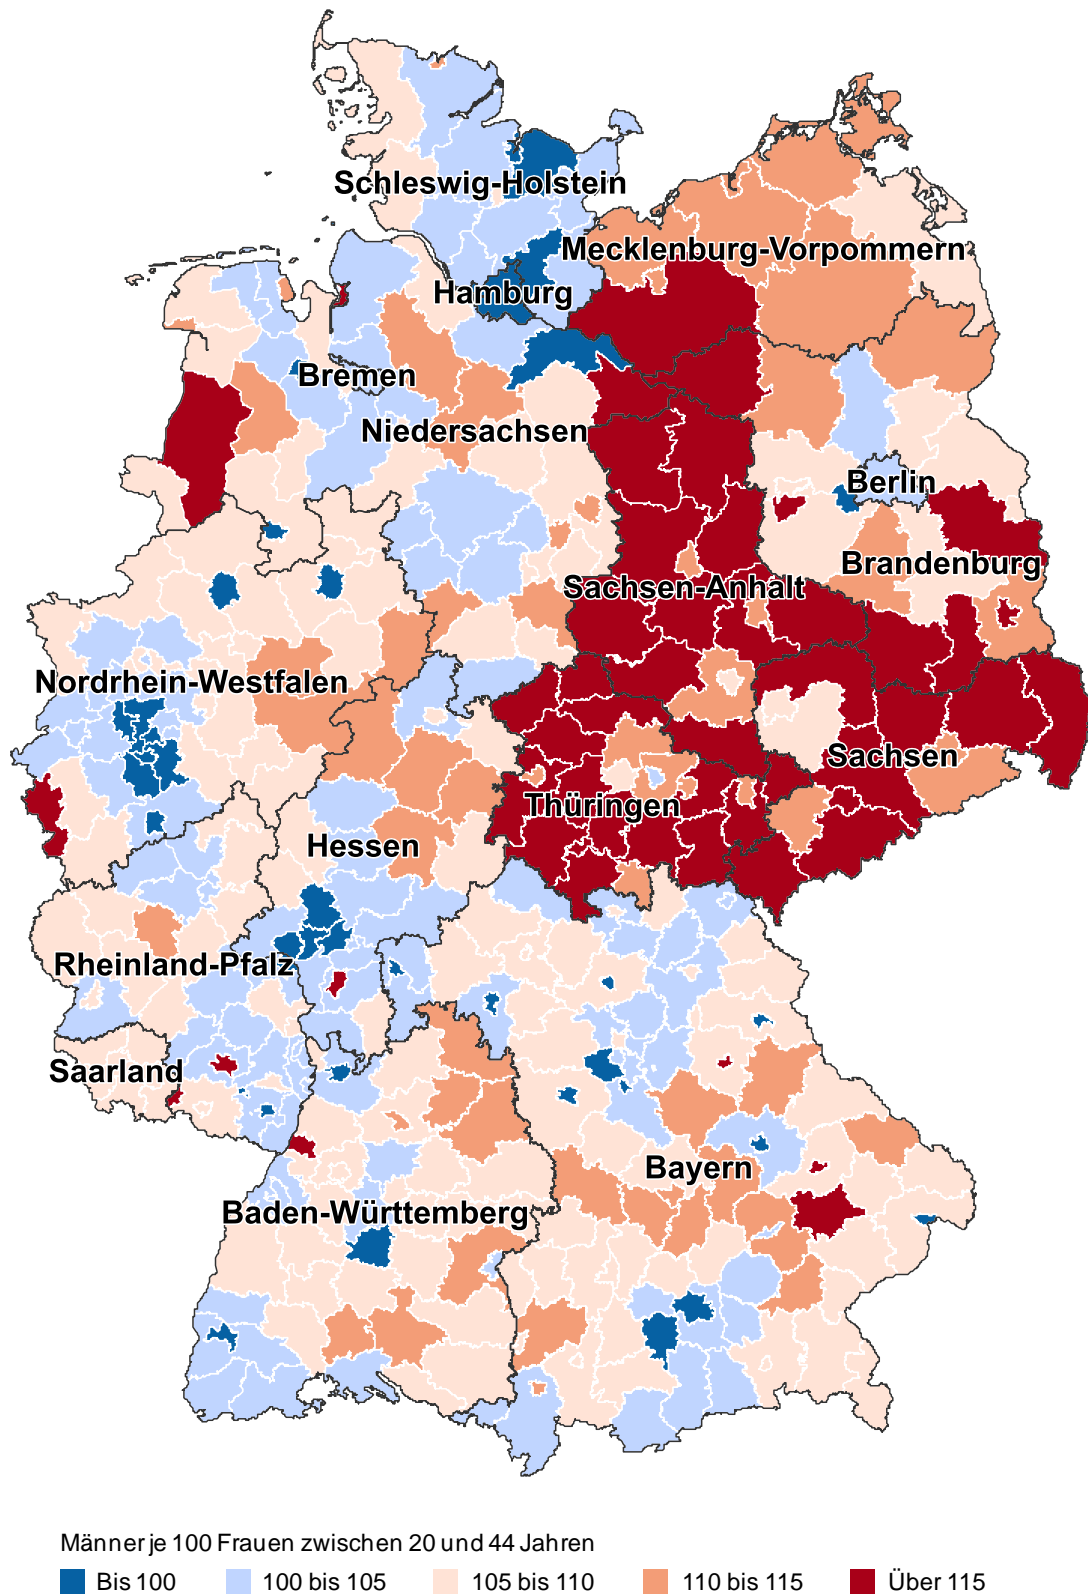 Schleswig-Holstein
Mecklenburg-Vorpommern
Hamburg
Bremen
Niedersachsen
Berlin
Brandenburg
Sachsen-Anhalt
Nordrhein-Westfalen
Sachsen
Thüringen
Hessen
Rheinland-Pfalz
Saarland
Bayern
Baden-Württemberg
Männer je 100 Frauen zwischen 20 und 44 Jahren
Bis 100 100 bis 105 105 bis 110 110 bis 115 Über 115